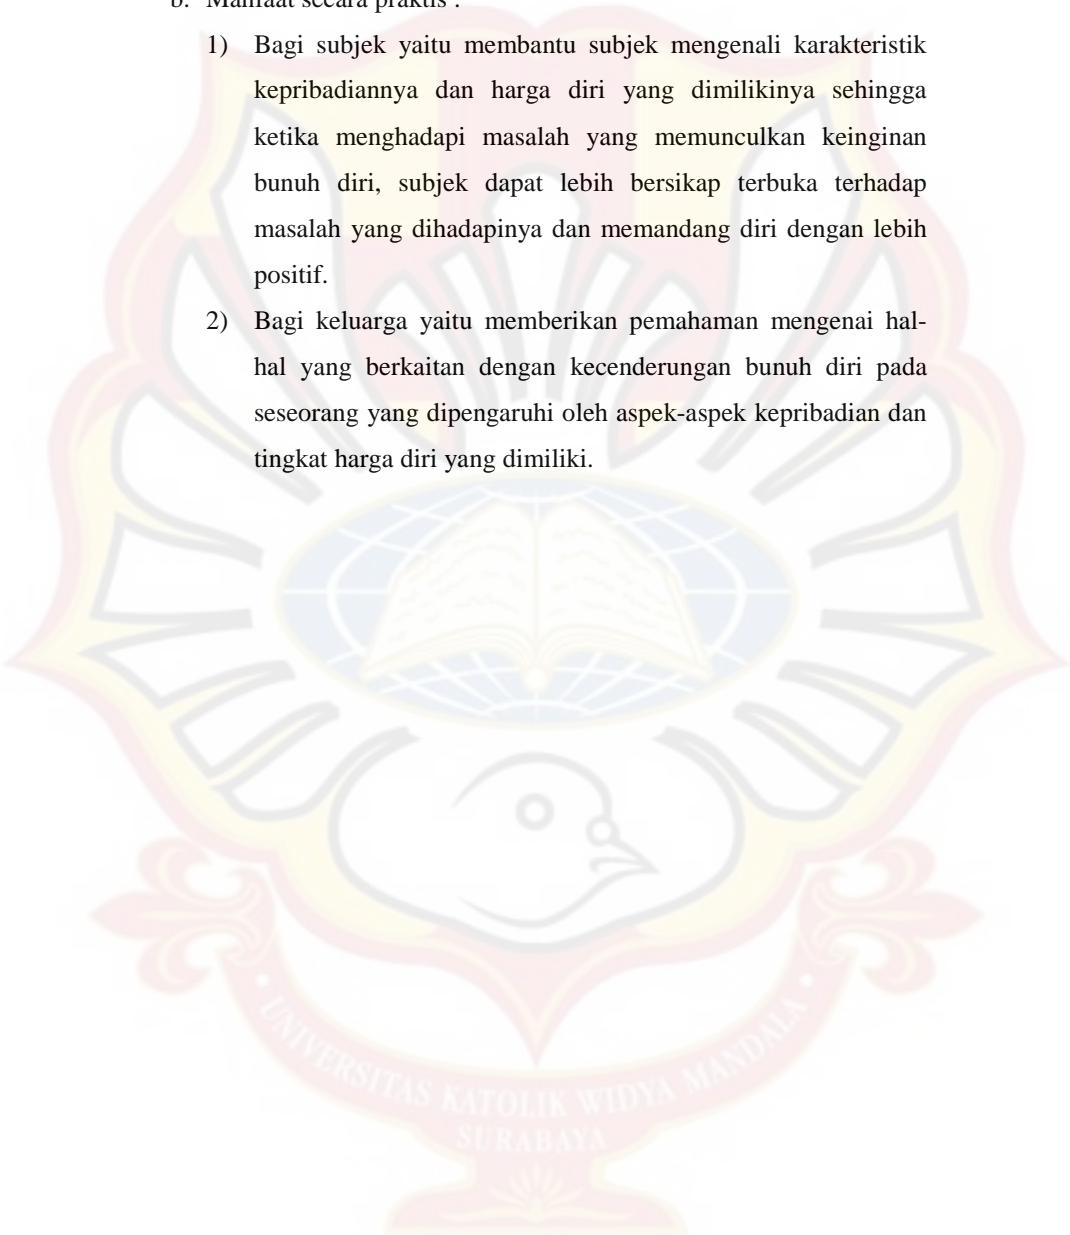 b. Manfaat secara praktis :
1) Bagi subjek yaitu membantu subjek mengenali karakteristik
kepribadiannya dan harga diri yang dimilikinya sehingga
ketika menghadapi masalah yang memunculkan keinginan
bunuh diri, subjek dapat lebih bersikap terbuka terhadap
masalah yang dihadapinya dan memandang diri dengan lebih
positif.
2) Bagi keluarga yaitu memberikan pemahaman mengenai hal-
hal yang berkaitan dengan kecenderungan bunuh diri pada
seseorang yang dipengaruhi oleh aspek-aspek kepribadian dan
tingkat harga diri yang dimiliki.
UNIVERSITAS KATOLIK WIDYA MANDALA
SURABAYA